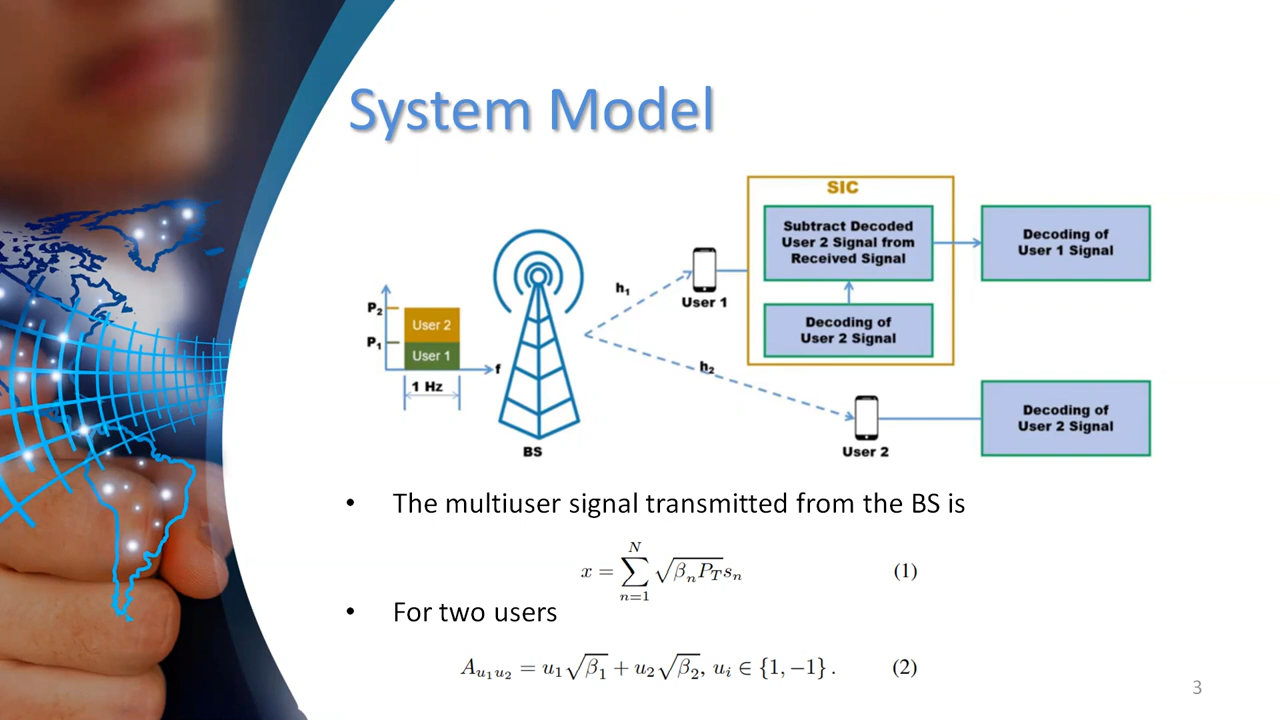 System Model
SIC
Subtract Decoded
User 2 Signal from
Received Signal
Decoding of
User 1 Signal
h₁
User 1
P₂
User 2
P₁
User 1
f
1 Hz
Decoding of
User 2 Signal
h₂
Decoding of
User 2 Signal
BS
User 2
• The multiuser signal transmitted from the BS is
x = ∑_{n=1}^{N} √(βₙP_T) sₙ (1)
• For two users
A_{u₁u₂} = u₁√β₁ + u₂√β₂, uᵢ ∈ {1, −1} . (2)
3